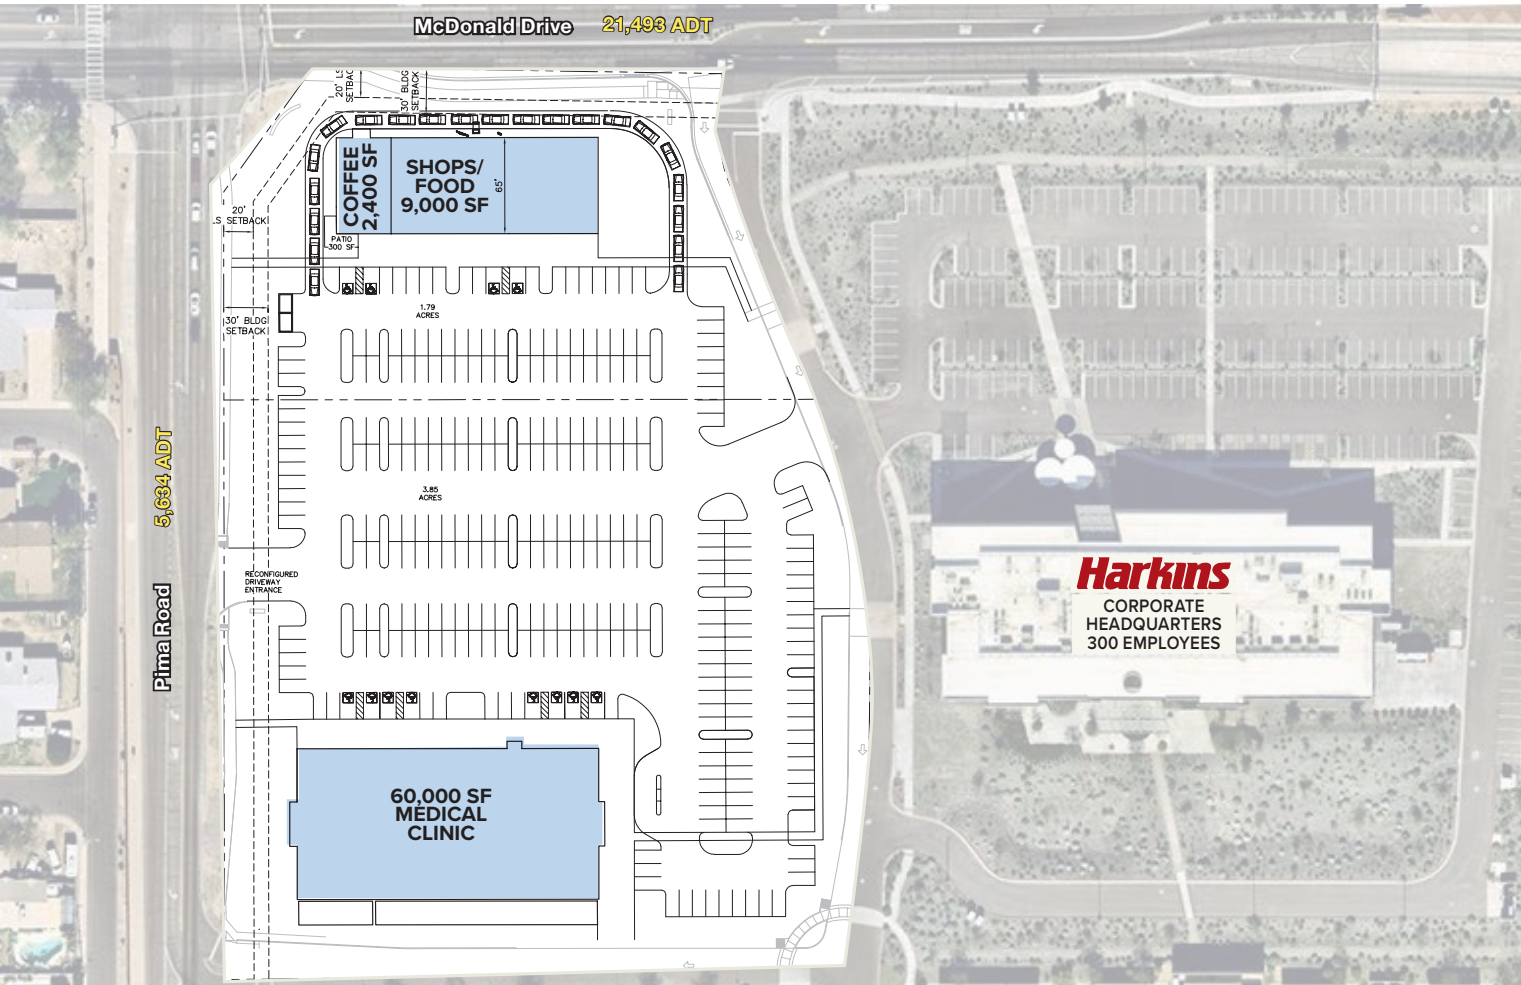 McDonald Drive 21,493 ADT
20' LS
SETBACK
30' BLDG
SETBACK
COFFEE
2,400 SF
SHOPS/
FOOD
9,000 SF
65'
20'
LS SETBACK
PATIO
300 SF
1.79
ACRES
30' BLDG
SETBACK
5,634 ADT
3.85
ACRES
Pima Road
RECONFIGURED
DRIVEWAY
ENTRANCE
Harkins
CORPORATE
HEADQUARTERS
300 EMPLOYEES
60,000 SF
MEDICAL
CLINIC